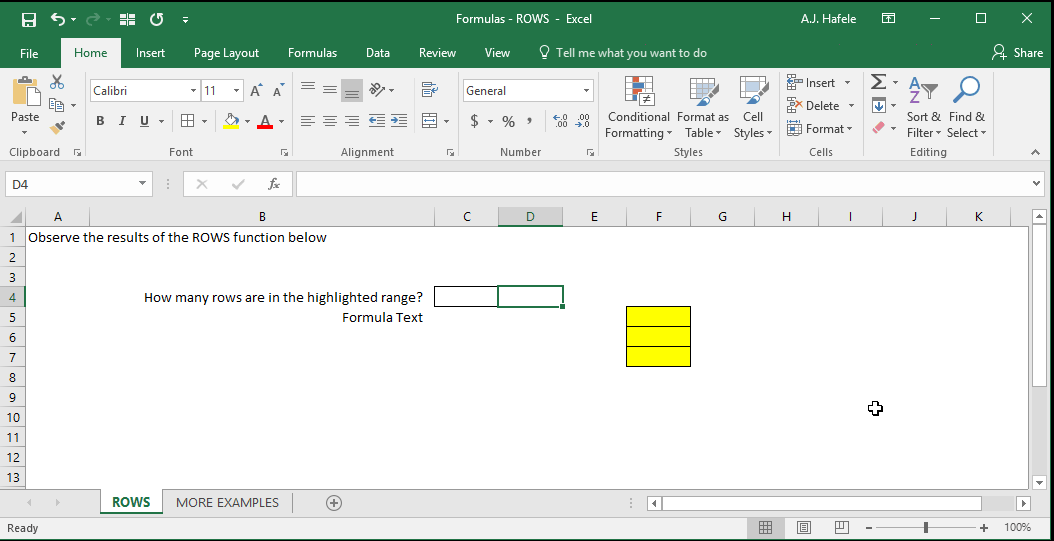 Formulas - ROWS - Excel
A.J. Hafele
File Home Insert Page Layout Formulas Data Review View Tell me what you want to do Share
Calibri 11 General
Paste
B I U A A A $ % , .00 .0
Conditional Formatting
Format as Table
Cell Styles
Insert
Delete
Format
Sort & Filter
Find & Select
Clipboard Font Alignment Number Styles Cells Editing
D4 fx
A B C D E F G H I J K
1 Observe the results of the ROWS function below
2
3
4 How many rows are in the highlighted range?
5 Formula Text
6
7
8
9
10
11
12
13
ROWS MORE EXAMPLES
Ready 100%